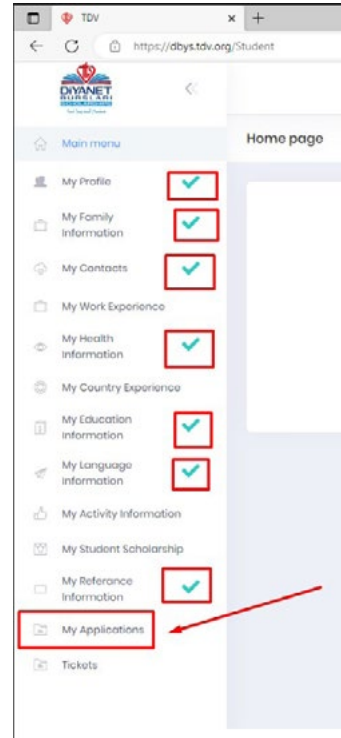 TDV
https://dbys.tdv.org/Student
DİYANET
BURSLARI
Main menu
Home page
My Profile
My Family
Information
My Contacts
My Work Experience
My Health
Information
My Country Experience
My Education
Information
My Language
Information
My Activity Information
My Student Scholarship
My Referance
Information
My Applications
Tickets